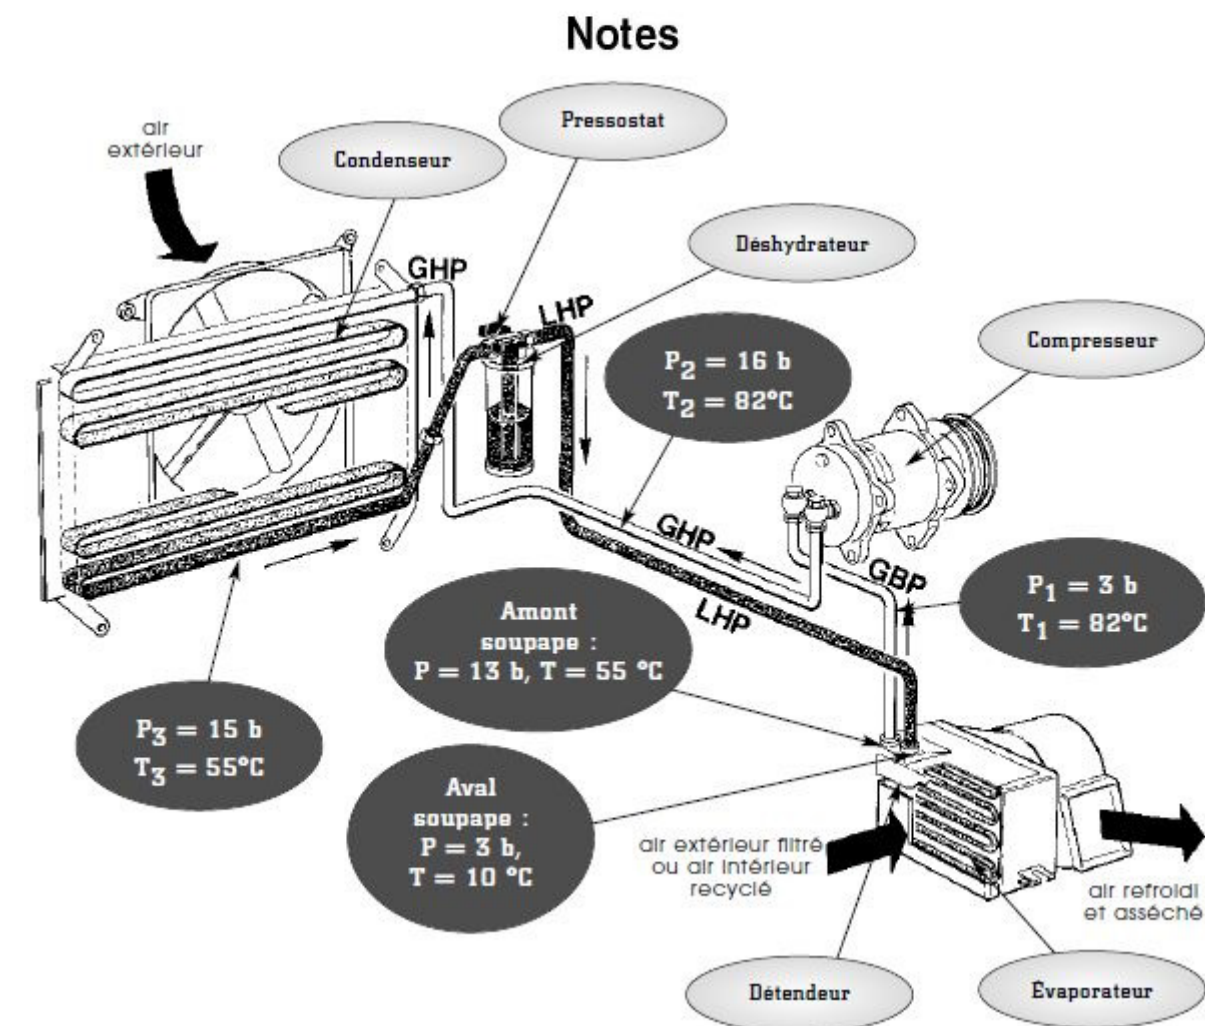 Notes
air
extérieur
Condenseur
Pressostat
Déshydrateur
Compresseur
GHP
LHP
P2 = 16 b
T2 = 82°C
GHP
GBP
LHP
P1 = 3 b
T1 = 82°C
Amont
soupape :
P = 13 b, T = 55 °C
P3 = 15 b
T3 = 55°C
Aval
soupape :
P = 3 b,
T = 10 °C
air extérieur filtré
ou air intérieur
recyclé
air refroidi
et asséché
Détendeur
Évaporateur